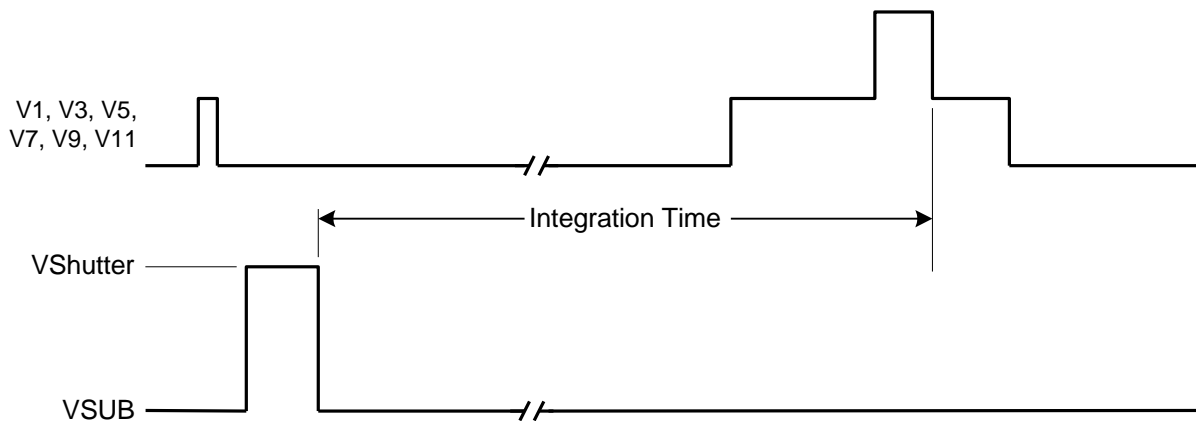 V1, V3, V5,
V7, V9, V11
Integration Time
VShutter
VSUB